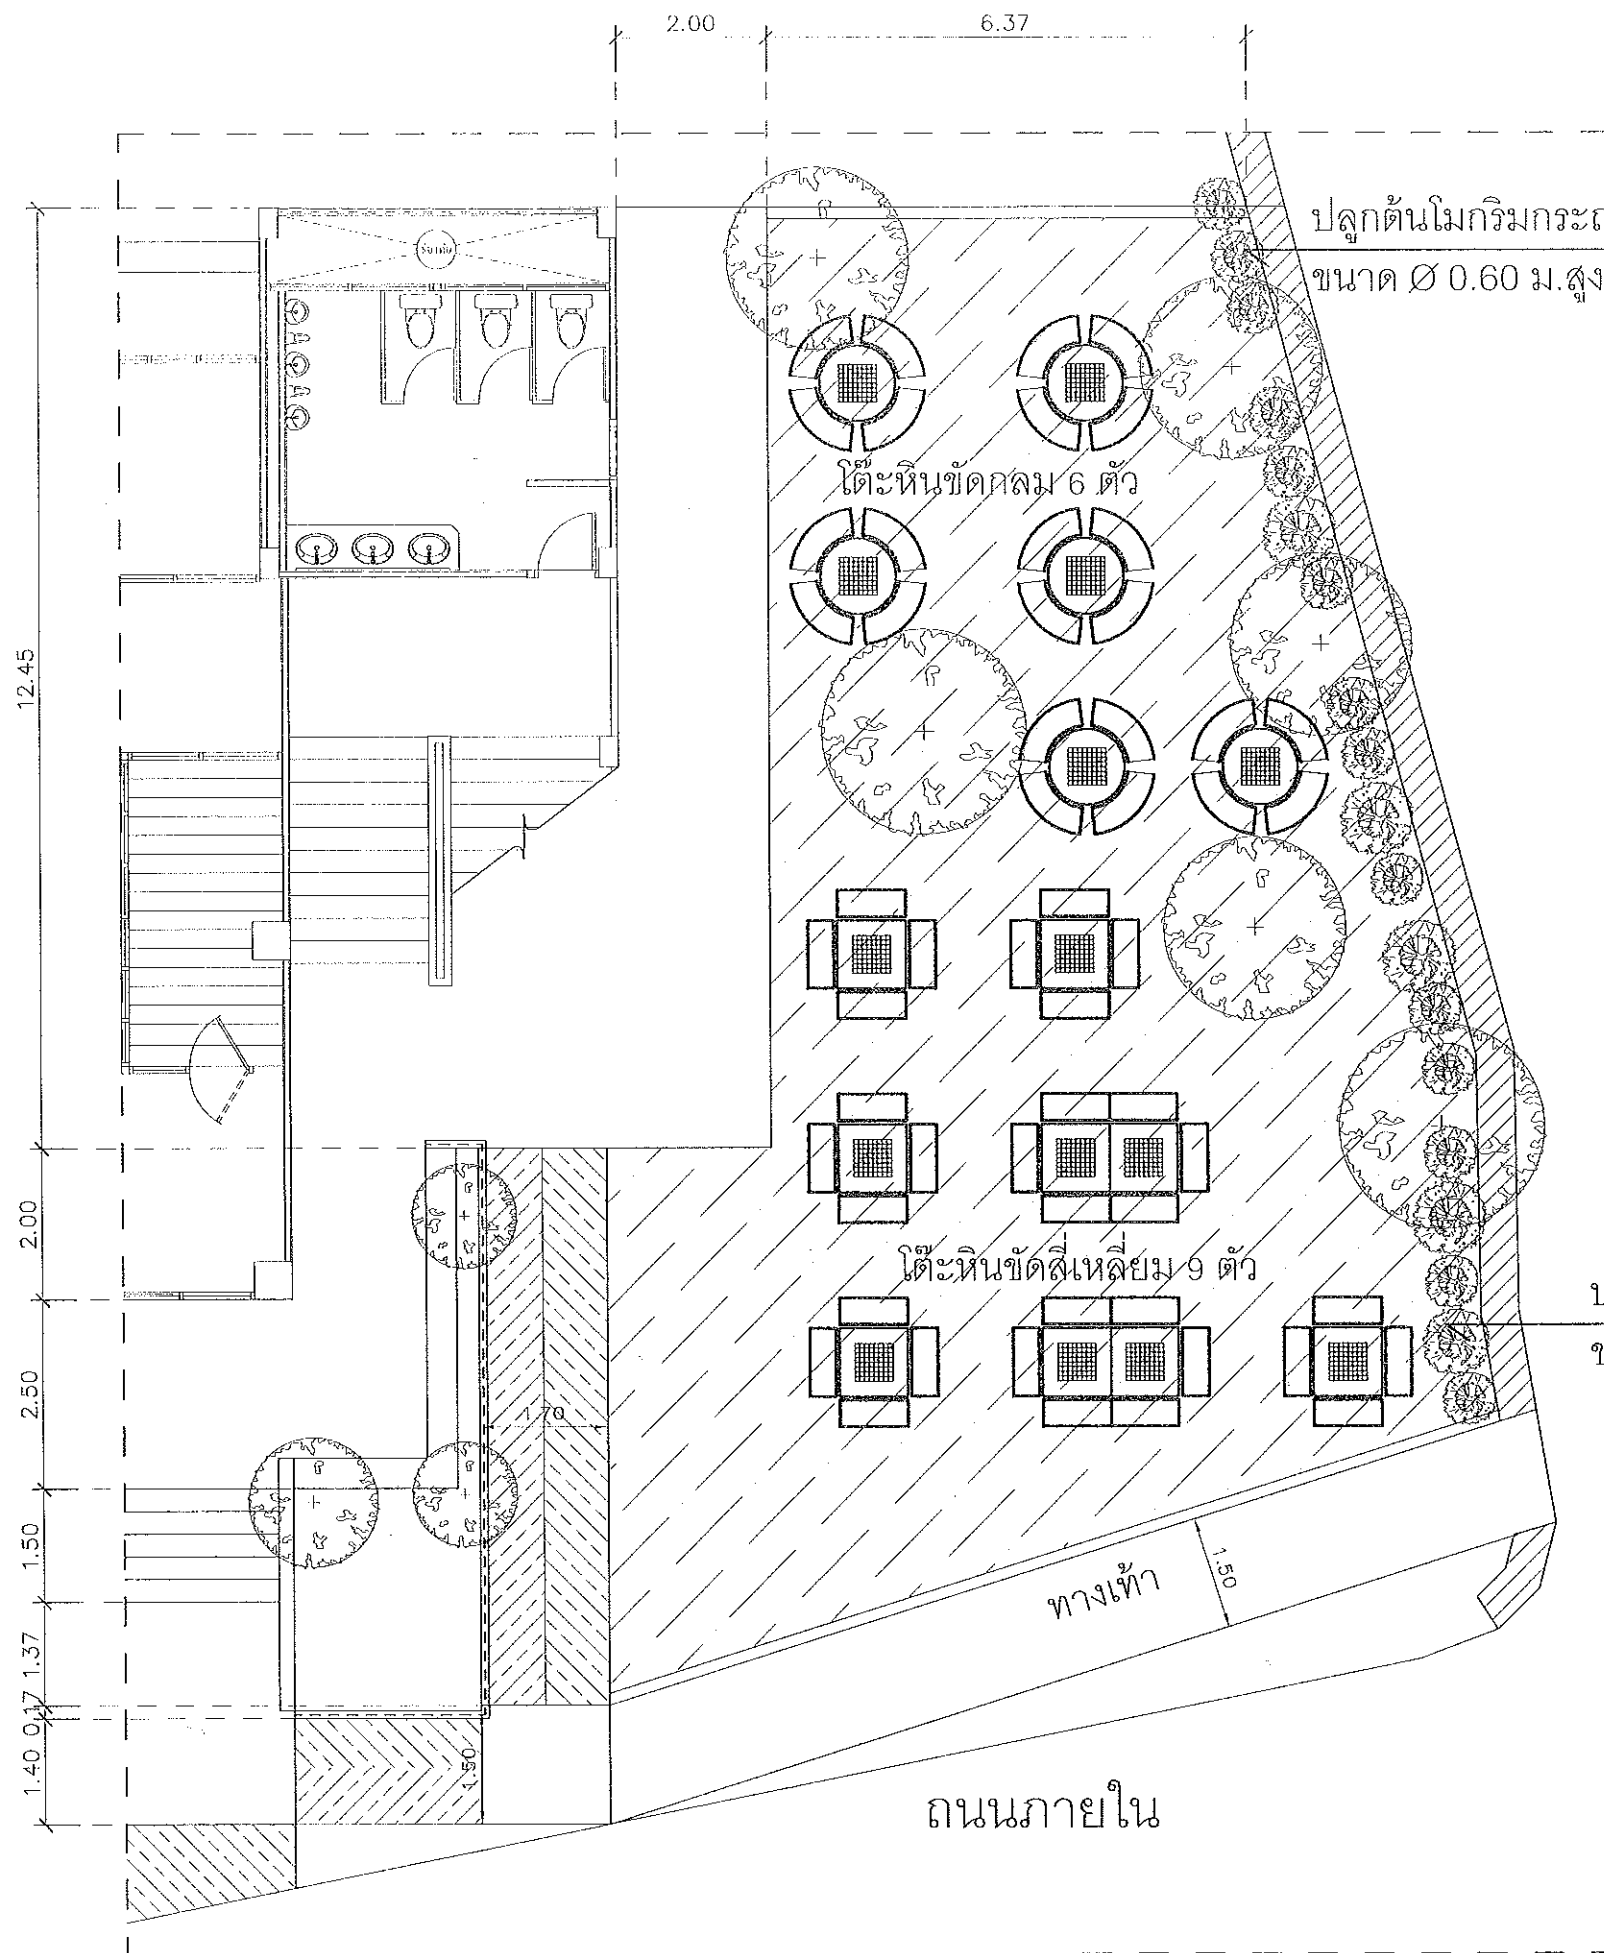 2.00
6.37
ปลูกต้นโมกริมกระถ
ขนาด Ø 0.60 ม.สูง
โต๊ะหินขัดกลม 6 ตัว
12.45
2.00
โต๊ะหินขัดสี่เหลี่ยม 9 ตัว
2.50
1.70
1.50
1.50
ทางเท้า
1.37
0.17
1.40
1.50
ถนนภายใน